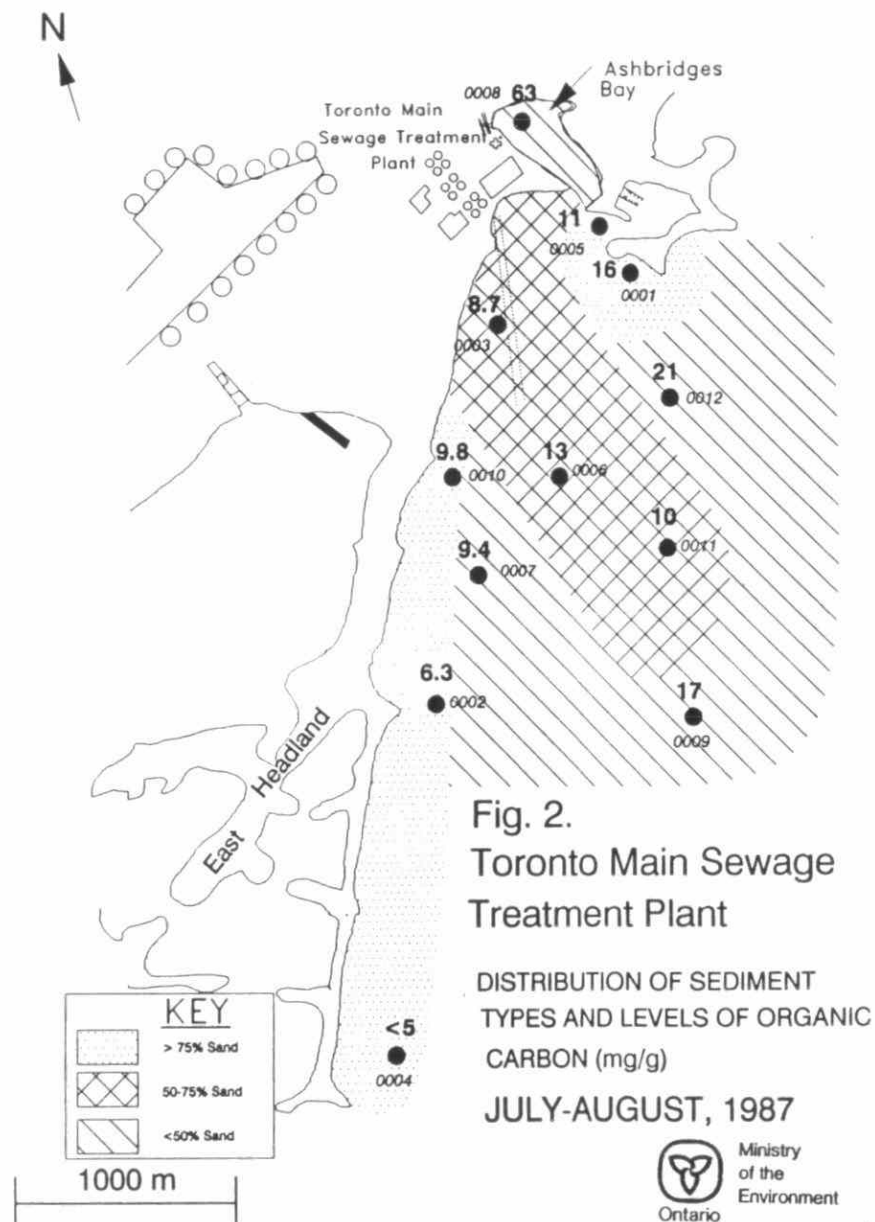 N
Ashbridges
Bay
0008 63
Toronto Main
Sewage Treatment
Plant
11
0005
16
0001
8.7
0003
21
0012
9.8
0010
13
0006
10
0011
9.4
0007
6.3
0002
17
0009
East Headland
<5
0004
Fig. 2.
Toronto Main Sewage
Treatment Plant
DISTRIBUTION OF SEDIMENT
TYPES AND LEVELS OF ORGANIC
CARBON (mg/g)
JULY-AUGUST, 1987
KEY
> 75% Sand
50-75% Sand
<50% Sand
1000 m
Ministry
of the
Environment
Ontario